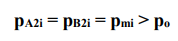 pA2i = pB2i = pmi > po